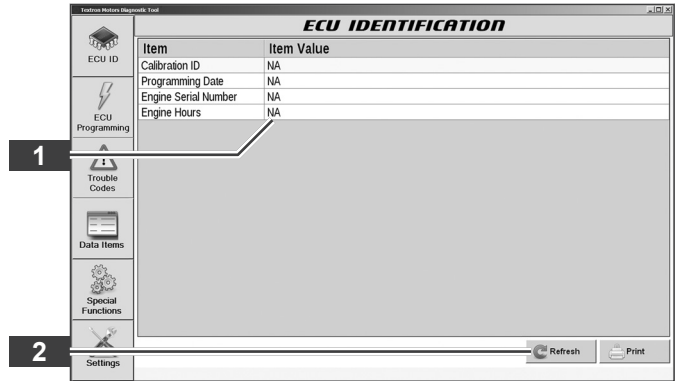 Textron Motors Diagnostic Tool
ECU IDENTIFICATION
ECU ID
Item Item Value
Calibration ID NA
Programming Date NA
Engine Serial Number NA
Engine Hours NA
ECU
Programming
1
Trouble
Codes
Data Items
Special
Functions
2
Settings
Refresh Print